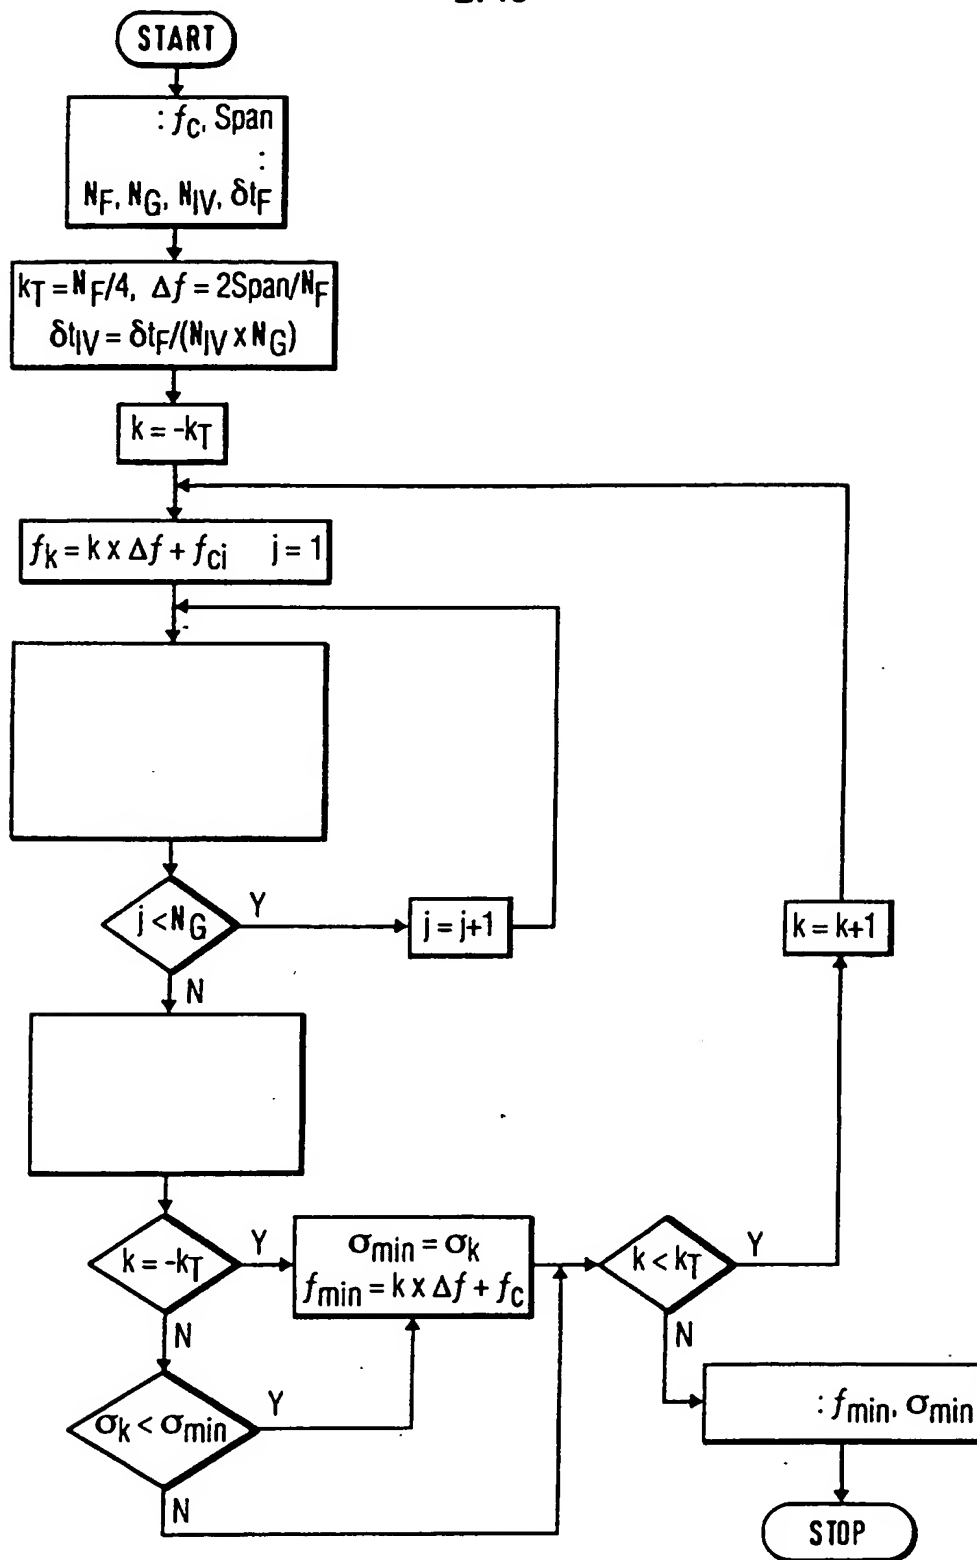 START
: fc, Span
:
NF, NG, NIV, δtF
kT = NF/4, Δf = 2Span/NF
δtIV = δtF/(NIV x NG)
k = -kT
fk = k x Δf + fci j = 1
j < NG
Y
j = j+1
k = k+1
N
k = -kT
Y
σmin = σk
fmin = k x Δf + fc
k < kT
Y
N
N
σk < σmin
Y
: fmin, σmin
N
STOP